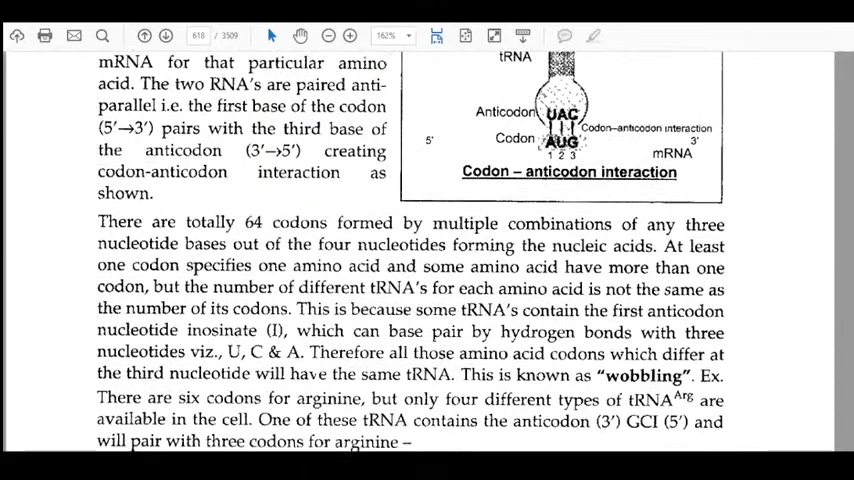 618 / 3509
162%
mRNA for that particular amino
acid. The two RNA's are paired anti-
parallel i.e. the first base of the codon
(5'→3') pairs with the third base of
the anticodon (3'→5') creating
codon-anticodon interaction as
shown.
tRNA
Anticodon UAC
Codon-anticodon interaction
5' Codon AUG 3'
1 2 3 mRNA
Codon – anticodon interaction
There are totally 64 codons formed by multiple combinations of any three
nucleotide bases out of the four nucleotides forming the nucleic acids. At least
one codon specifies one amino acid and some amino acid have more than one
codon, but the number of different tRNA's for each amino acid is not the same as
the number of its codons. This is because some tRNA's contain the first anticodon
nucleotide inosinate (I), which can base pair by hydrogen bonds with three
nucleotides viz., U, C & A. Therefore all those amino acid codons which differ at
the third nucleotide will have the same tRNA. This is known as "wobbling". Ex.
There are six codons for arginine, but only four different types of tRNAArg are
available in the cell. One of these tRNA contains the anticodon (3') GCI (5') and
will pair with three codons for arginine –